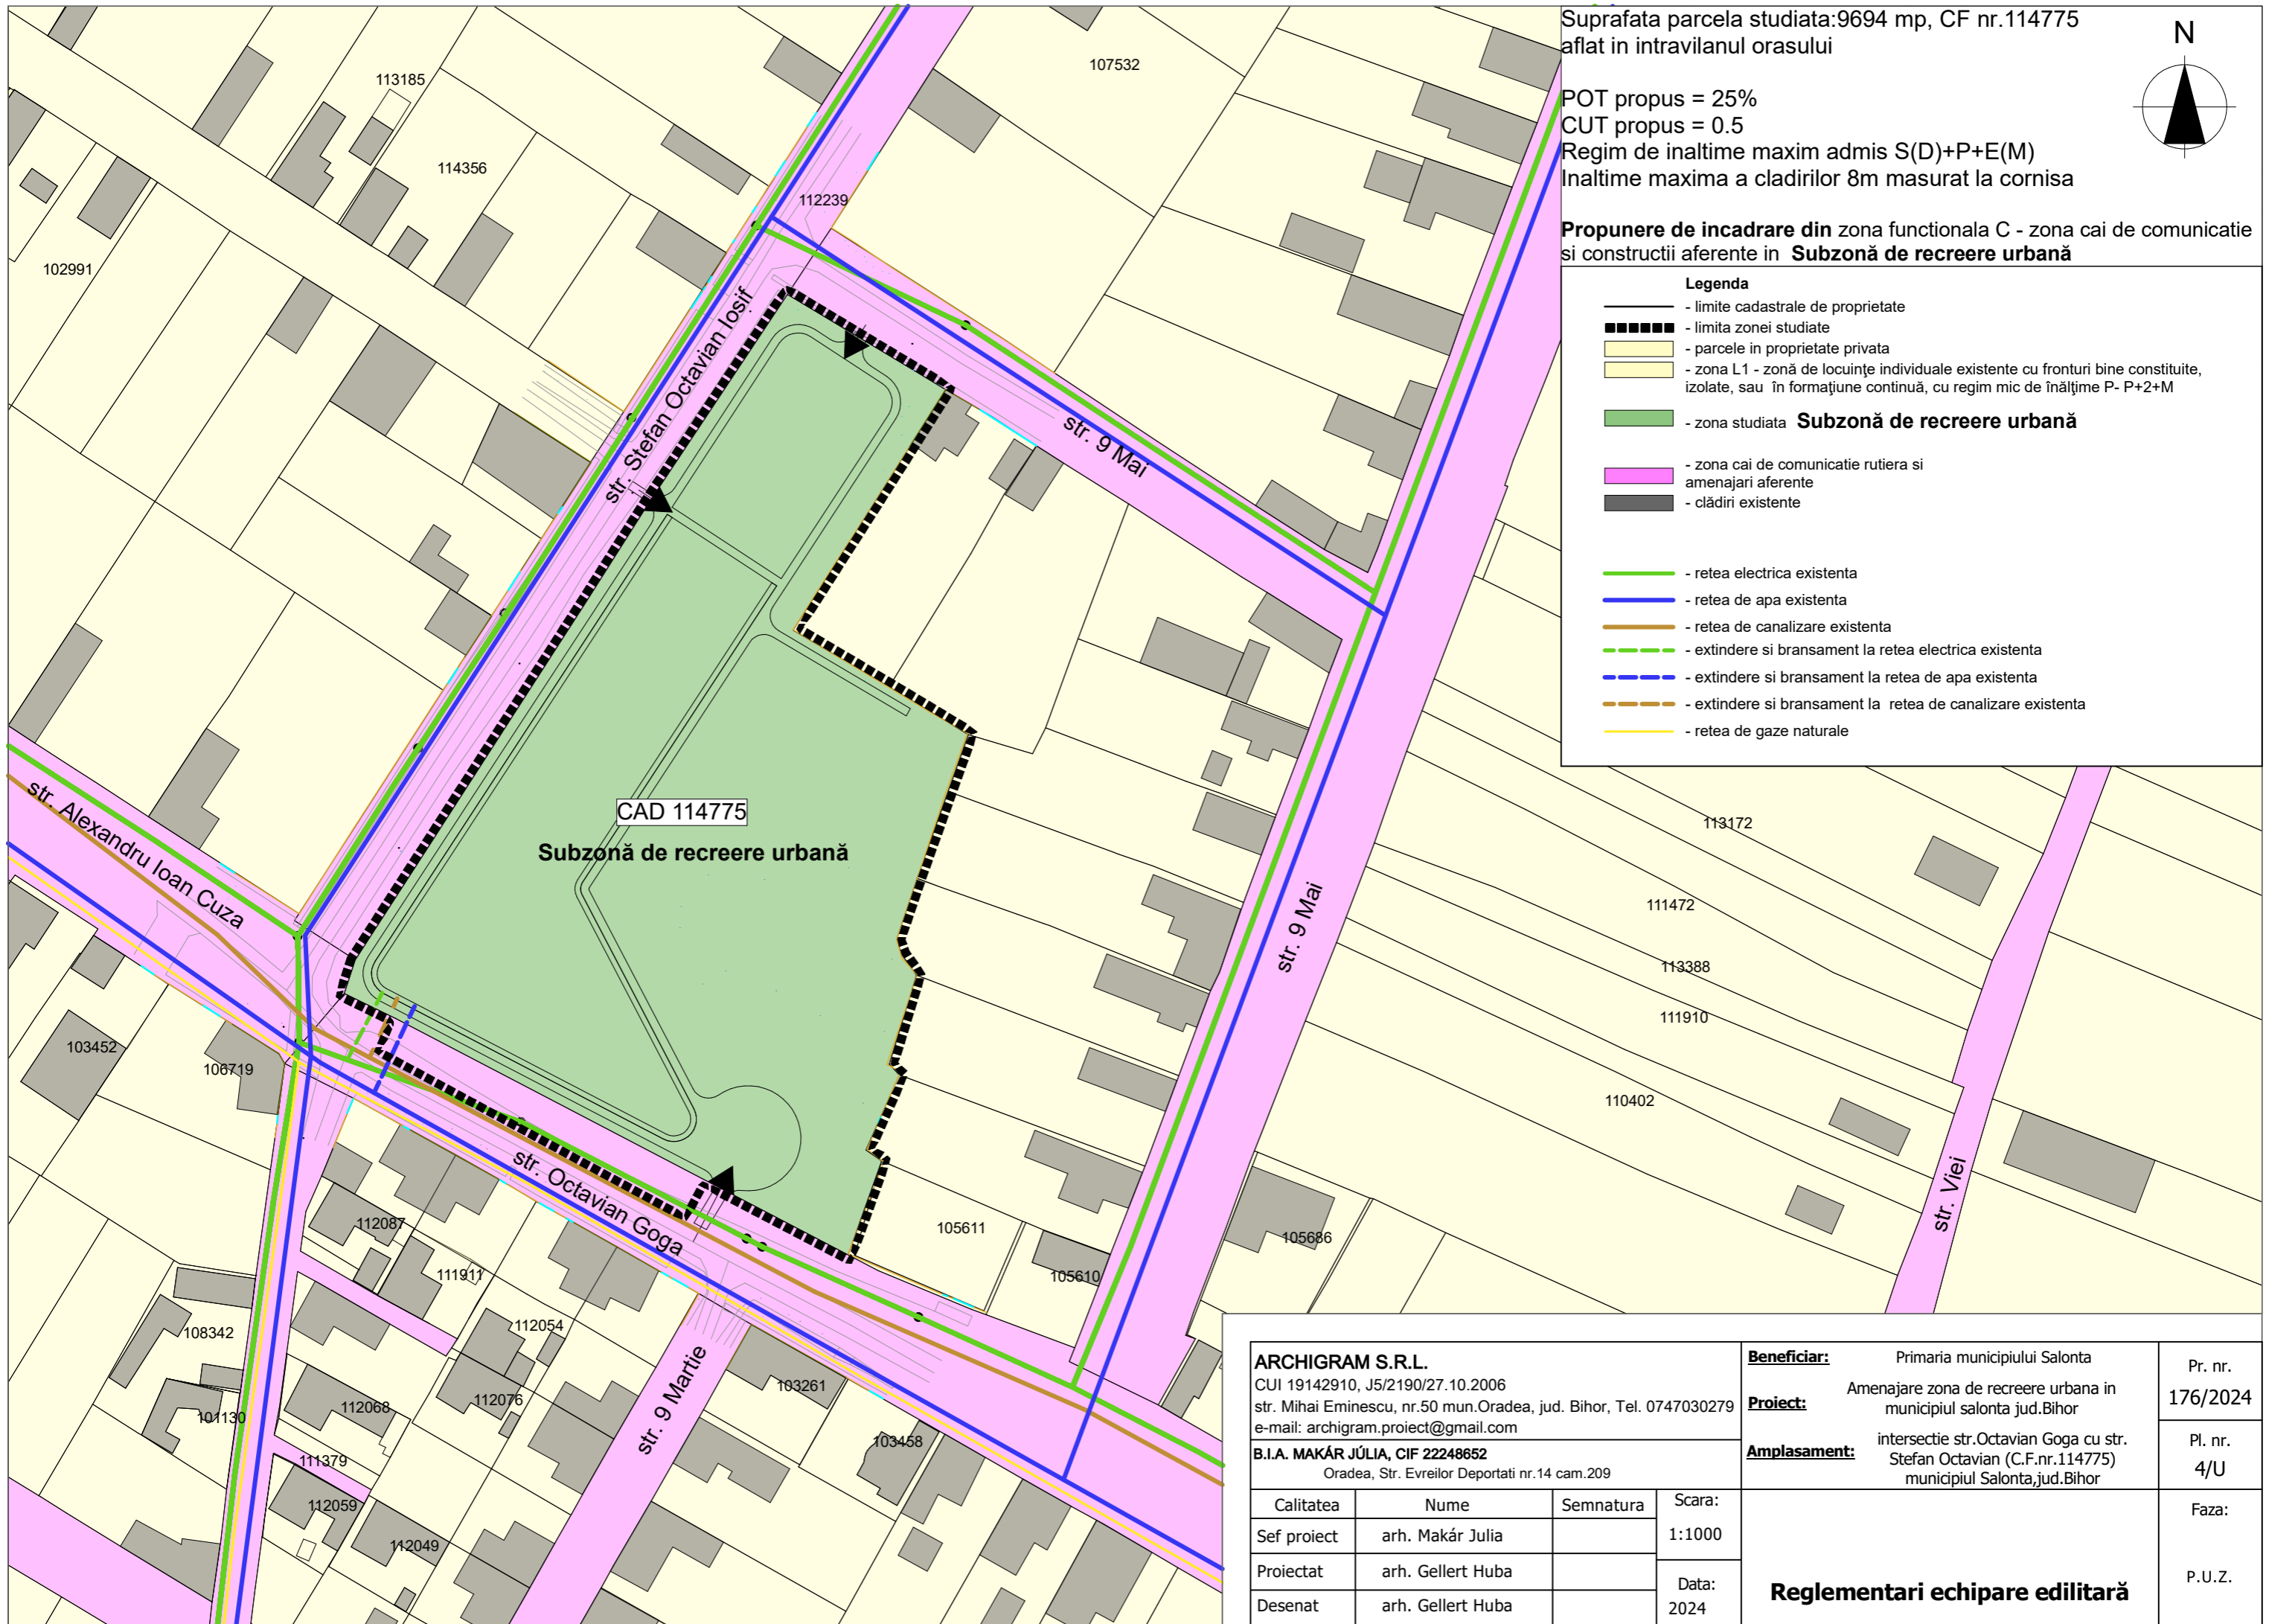 Suprafata parcela studiata:9694 mp, CF nr.114775
aflat in intravilanul orasului
POT propus = 25%
CUT propus = 0.5
Regim de inaltime maxim admis S(D)+P+E(M)
Inaltime maxima a cladirilor 8m masurat la cornisa
Propunere de incadrare din zona functionala C - zona cai de comunicatie
si constructii aferente in Subzonă de recreere urbană
N
Legenda
- limite cadastrale de proprietate
- limita zonei studiate
- parcele in proprietate privata
- zona L1 - zonă de locuinţe individuale existente cu fronturi bine constituite,
izolate, sau în formaţiune continuă, cu regim mic de înălţime P- P+2+M
- zona studiata Subzonă de recreere urbană
- zona cai de comunicatie rutiera si
amenajari aferente
- clădiri existente
- retea electrica existenta
- retea de apa existenta
- retea de canalizare existenta
- extindere si bransament la retea electrica existenta
- extindere si bransament la retea de apa existenta
- extindere si bransament la retea de canalizare existenta
- retea de gaze naturale
113185
107532
114356
112239
102991
str. Stefan Octavian Iosif
str. 9 Mai
CAD 114775
Subzonă de recreere urbană
str. Alexandru Ioan Cuza
113172
111472
str. 9 Mai
113388
111910
103452
106719
110402
str. Octavian Goga
str. Viei
112087
105611
105686
111911
105610
112054
108342
str. 9 Martie
103261
112076
112068
101130
103458
111379
112059
112049
ARCHIGRAM S.R.L.
CUI 19142910, J5/2190/27.10.2006
str. Mihai Eminescu, nr.50 mun.Oradea, jud. Bihor, Tel. 0747030279
e-mail: archigram.proiect@gmail.com
B.I.A. MAKÁR JÚLIA, CIF 22248652
Oradea, Str. Evreilor Deportati nr.14 cam.209
Beneficiar: Primaria municipiului Salonta
Proiect: Amenajare zona de recreere urbana in
municipiul salonta jud.Bihor
Amplasament: intersectie str.Octavian Goga cu str.
Stefan Octavian (C.F.nr.114775)
municipiul Salonta,jud.Bihor
Pr. nr.
176/2024
Pl. nr.
4/U
Calitatea Nume Semnatura Scara:
1:1000
Sef proiect arh. Makár Julia
Proiectat arh. Gellert Huba
Desenat arh. Gellert Huba
Data:
2024
Reglementari echipare edilitară
Faza:
P.U.Z.